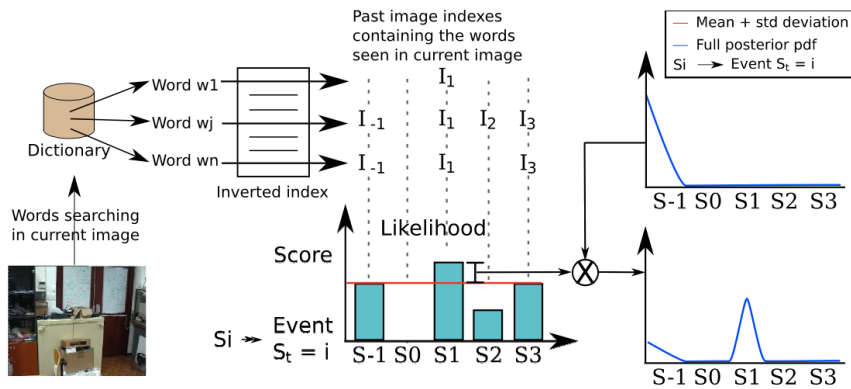 Past image indexes
containing the words
seen in current image
Mean + std deviation
Full posterior pdf
Si → Event Sₜ = i
Word w1
Word wj
Word wn
Dictionary
Inverted index
I₁
I₋₁ I₁ I₂ I₃
I₋₁ I₁ I₃
S-1 S0 S1 S2 S3
Words searching
in current image
Likelihood
Score
X
Si ↠ Event
Sₜ = i
S-1 S0 S1 S2 S3
S-1 S0 S1 S2 S3